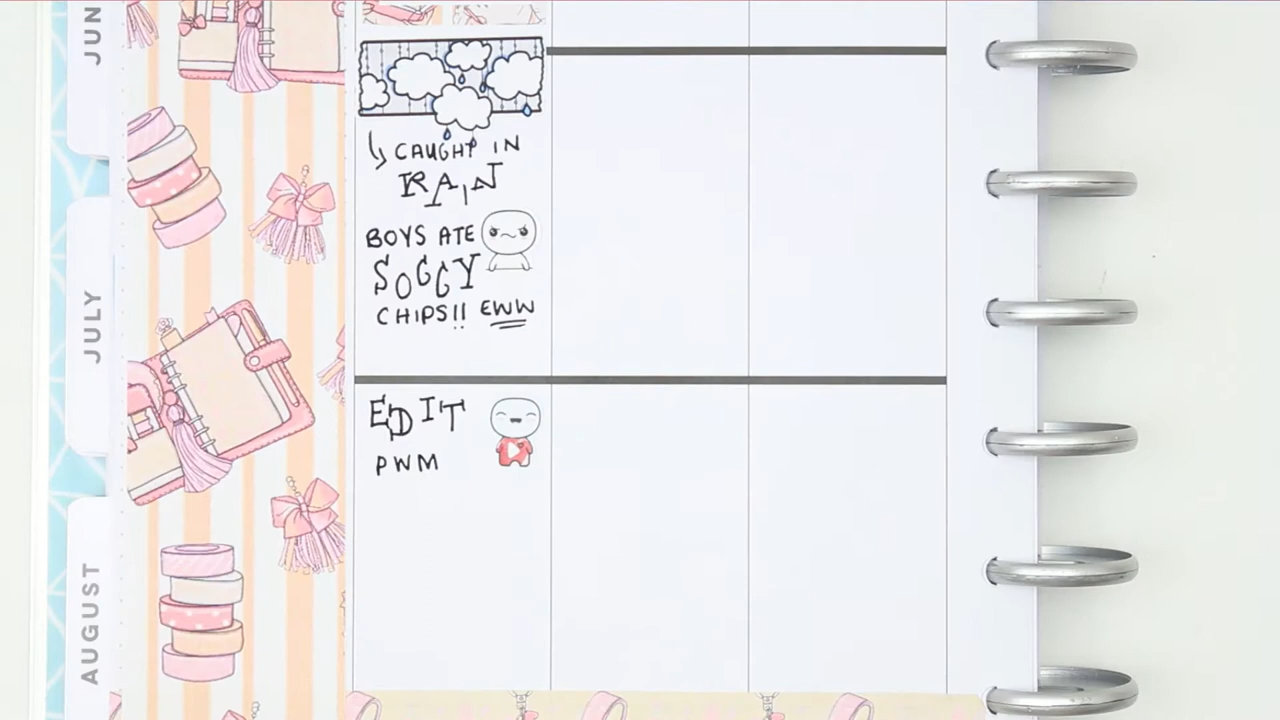 JUN
JULY
AUGUST
CAUGHT IN
RAIN
BOYS ATE
SOGGY
CHIPS!! EWW
EDIT
PWM